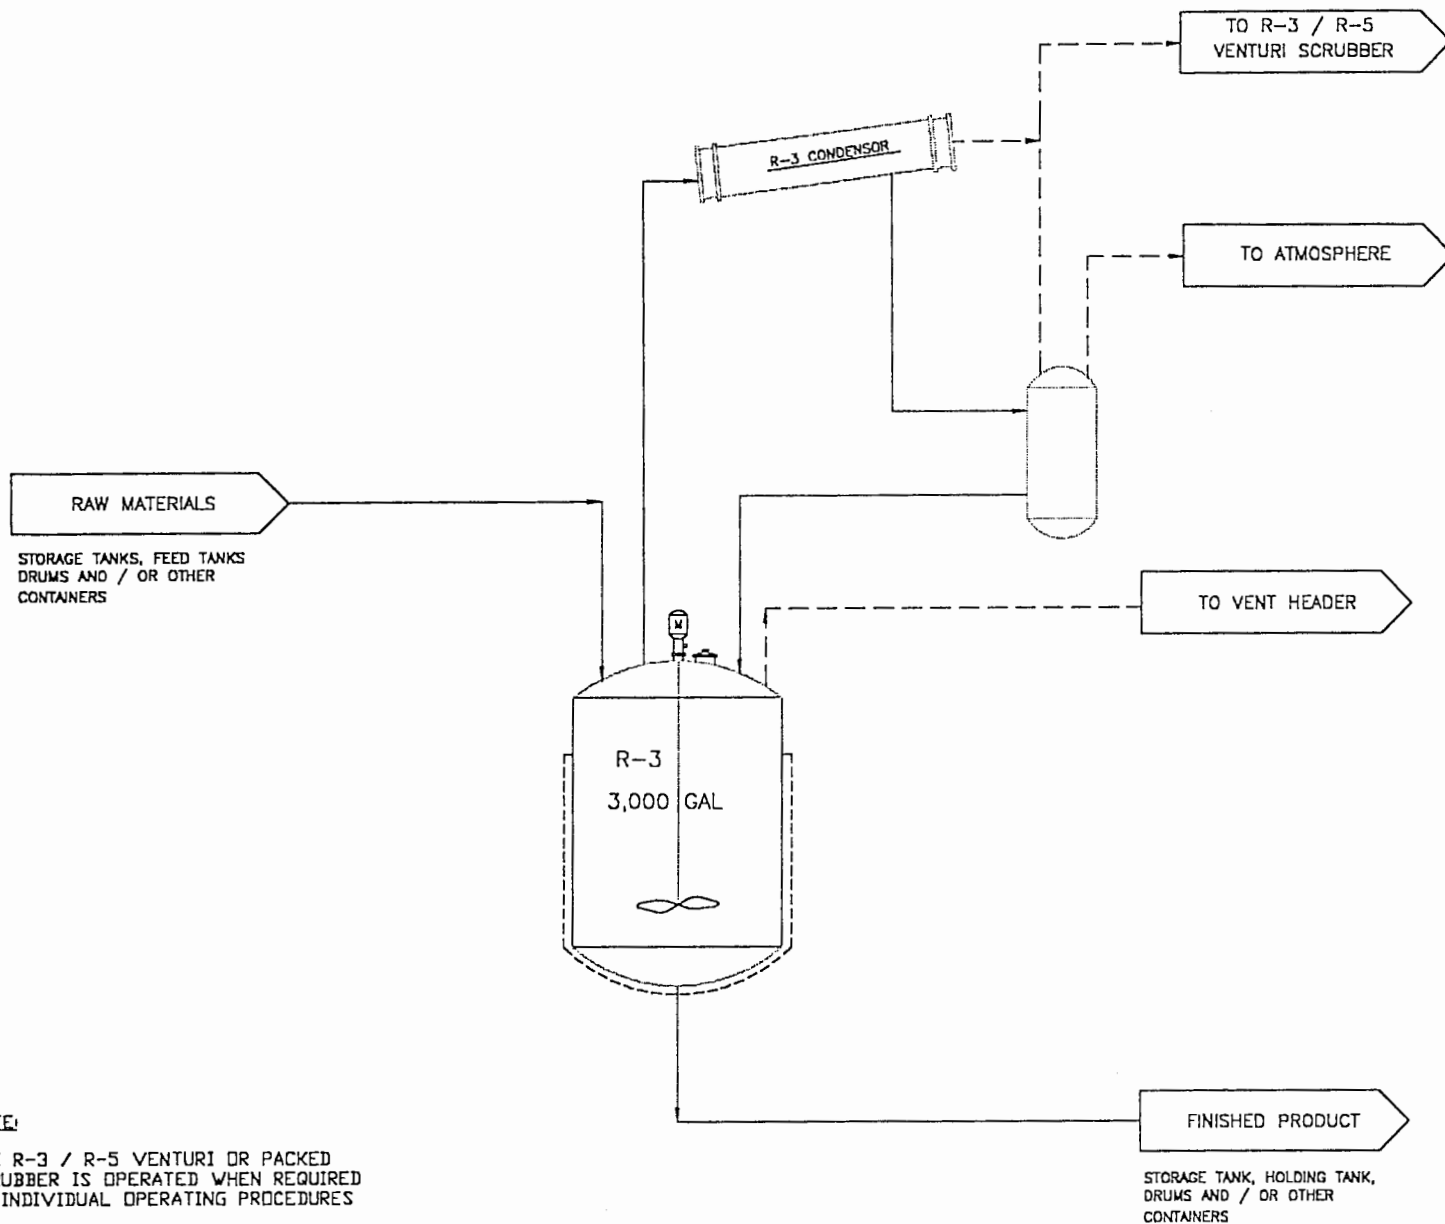 TO R-3 / R-5
VENTURI SCRUBBER
R-3 CONDENSOR
TO ATMOSPHERE
RAW MATERIALS
STORAGE TANKS, FEED TANKS
DRUMS AND / OR OTHER
CONTAINERS
TO VENT HEADER
M
R-3
3,000 GAL
FINISHED PRODUCT
STORAGE TANK, HOLDING TANK,
DRUMS AND / OR OTHER
CONTAINERS
R-3 / R-5 VENTURI OR PACKED
IS OPERATED WHEN REQUIRED
INDIVIDUAL OPERATING PROCEDURES